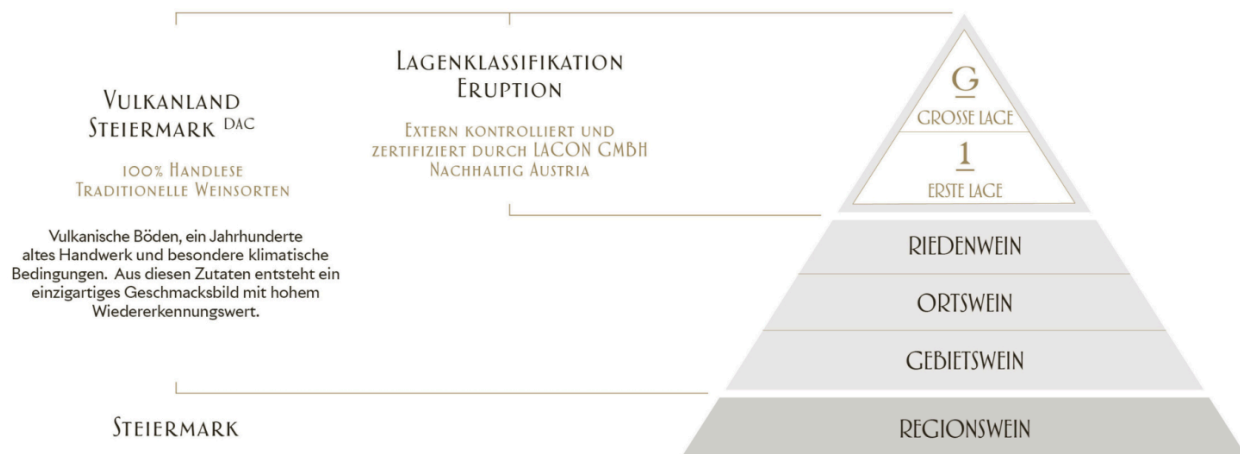 VULKANLAND
STEIERMARK DAC
100% HANDLESE
TRADITIONELLE WEINSORTEN
Vulkanische Böden, ein Jahrhunderte
altes Handwerk und besondere klimatische
Bedingungen. Aus diesen Zutaten entsteht ein
einzigartiges Geschmacksbild mit hohem
Wiedererkennungswert.
STEIERMARK
LAGENKLASSIFIKATION
ERUPTION
EXTERN KONTROLLIERT UND
ZERTIFIZIERT DURCH LACON GMBH
NACHHALTIG AUSTRIA
G
GROSSE LAGE
1
ERSTE LAGE
RIEDENWEIN
ORTSWEIN
GEBIETSWEIN
REGIONSWEIN